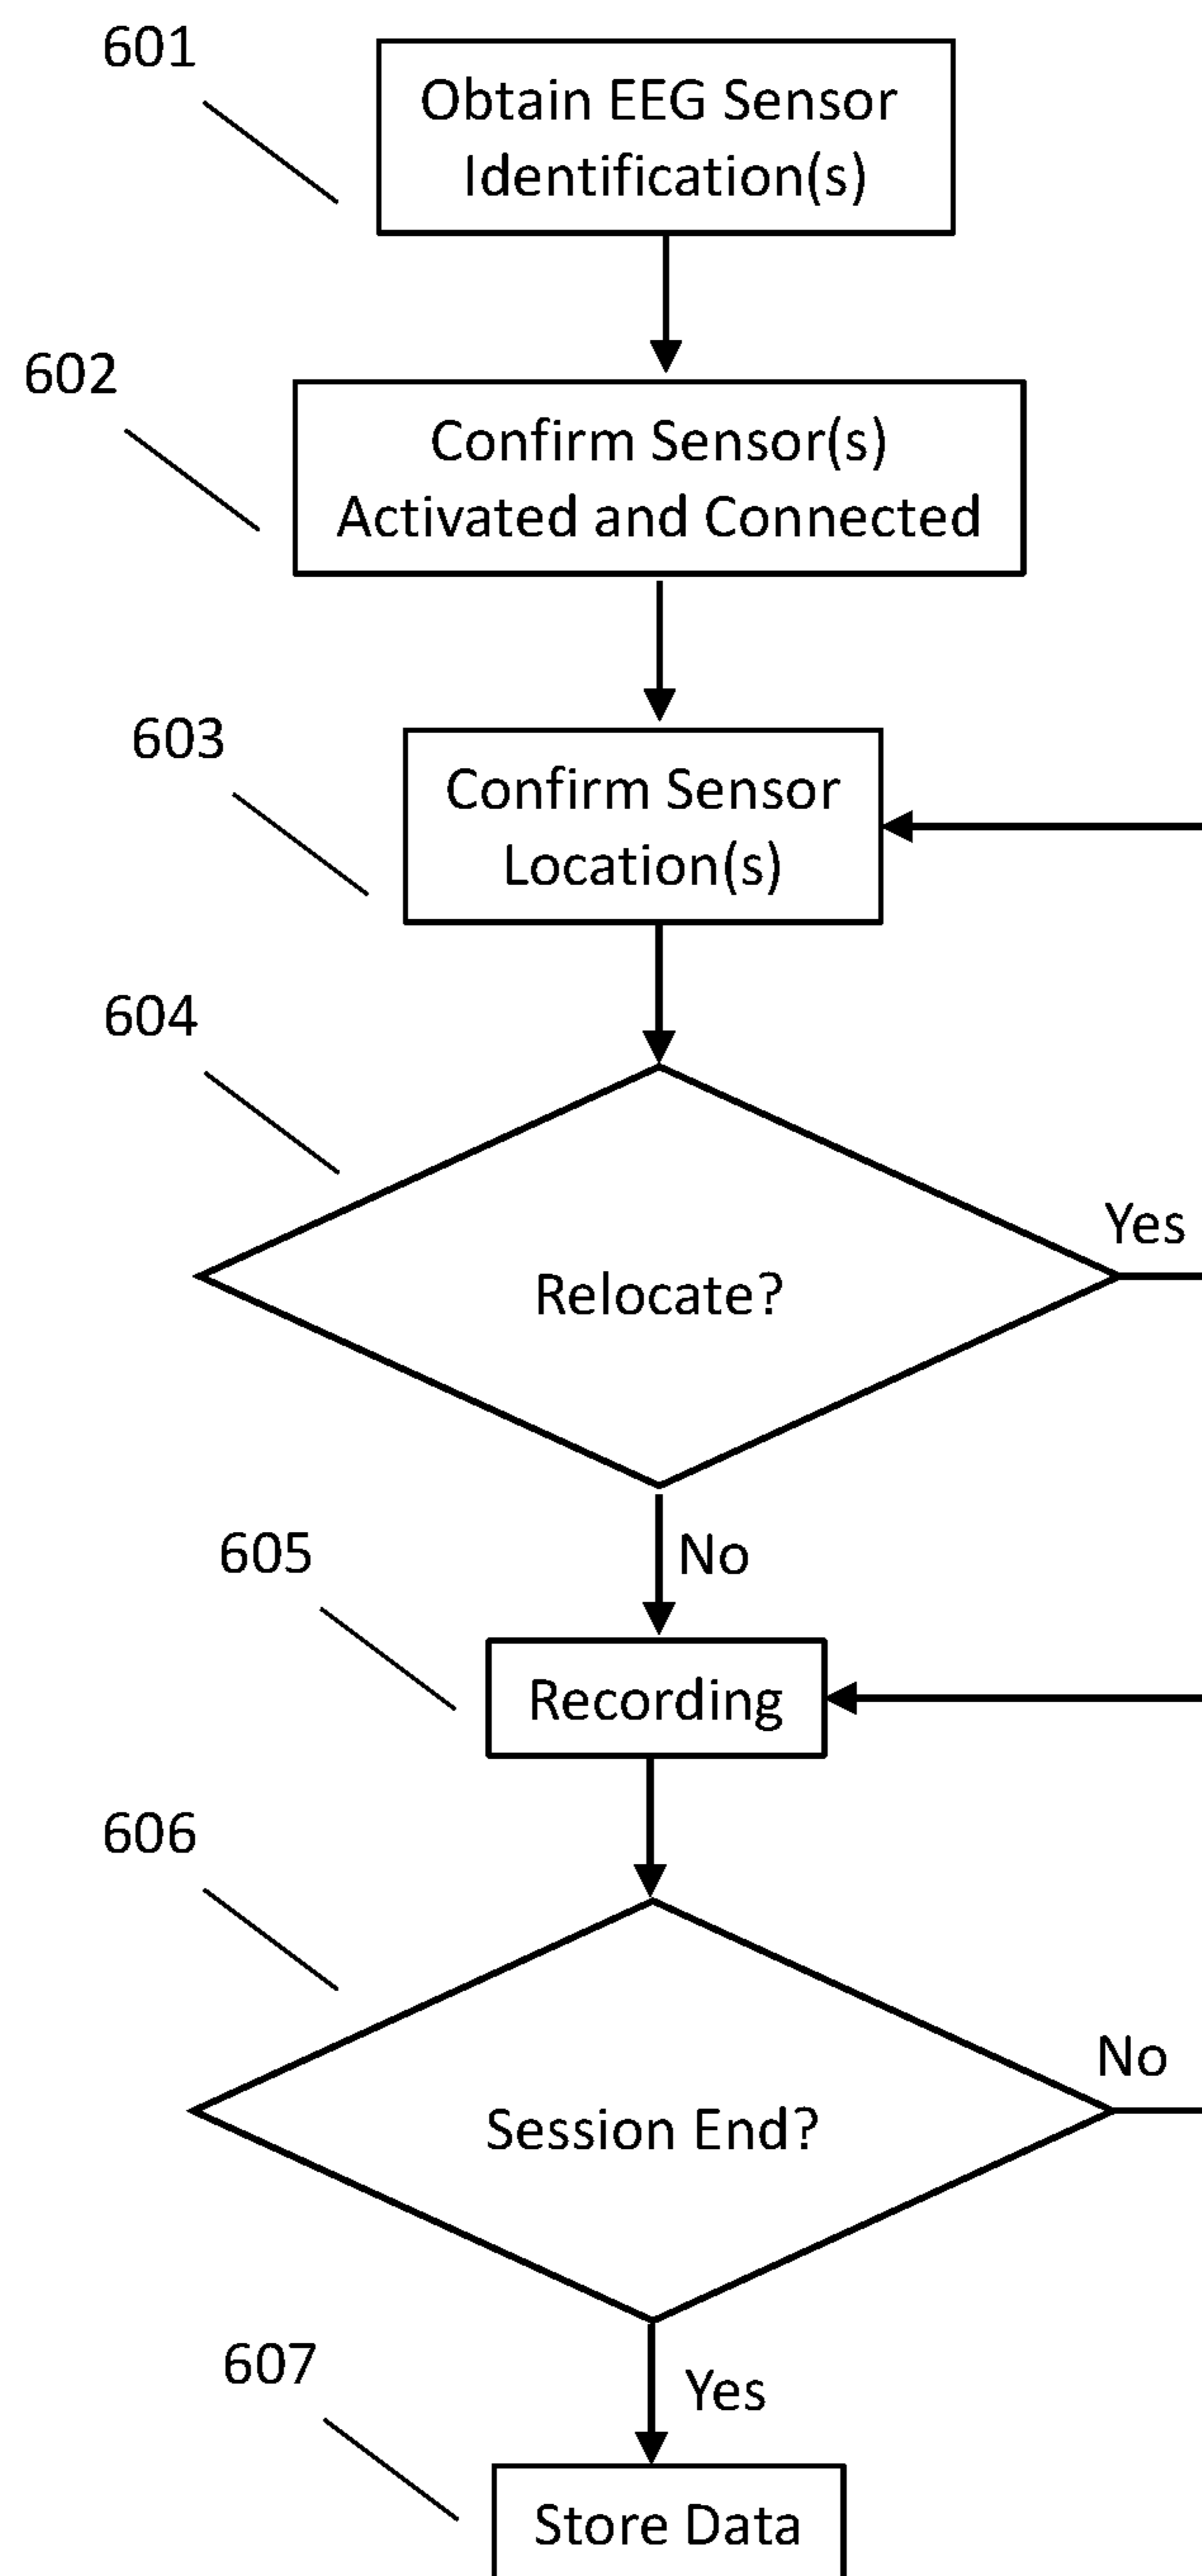 601
Obtain EEG Sensor
Identification(s)
602
Confirm Sensor(s)
Activated and Connected
603
Confirm Sensor
Location(s)
604
Yes
Relocate?
605
No
Recording
606
No
Session End?
607
Yes
Store Data